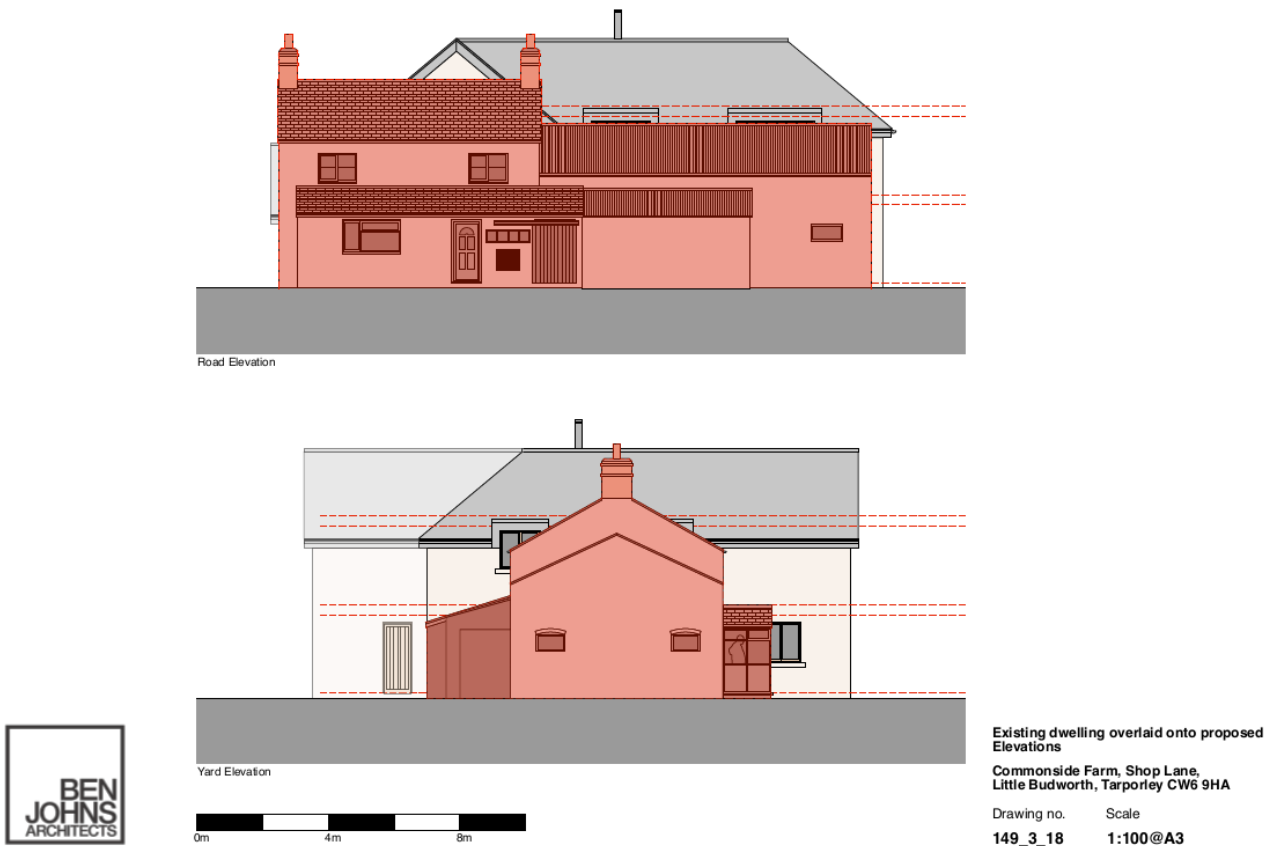 Road Elevation
Yard Elevation
0m 4m 8m
BEN
JOHNS
ARCHITECTS
Existing dwelling overlaid onto proposed
Elevations
Commonside Farm, Shop Lane,
Little Budworth, Tarporley CW6 9HA
Drawing no. Scale
149_3_18 1:100@A3